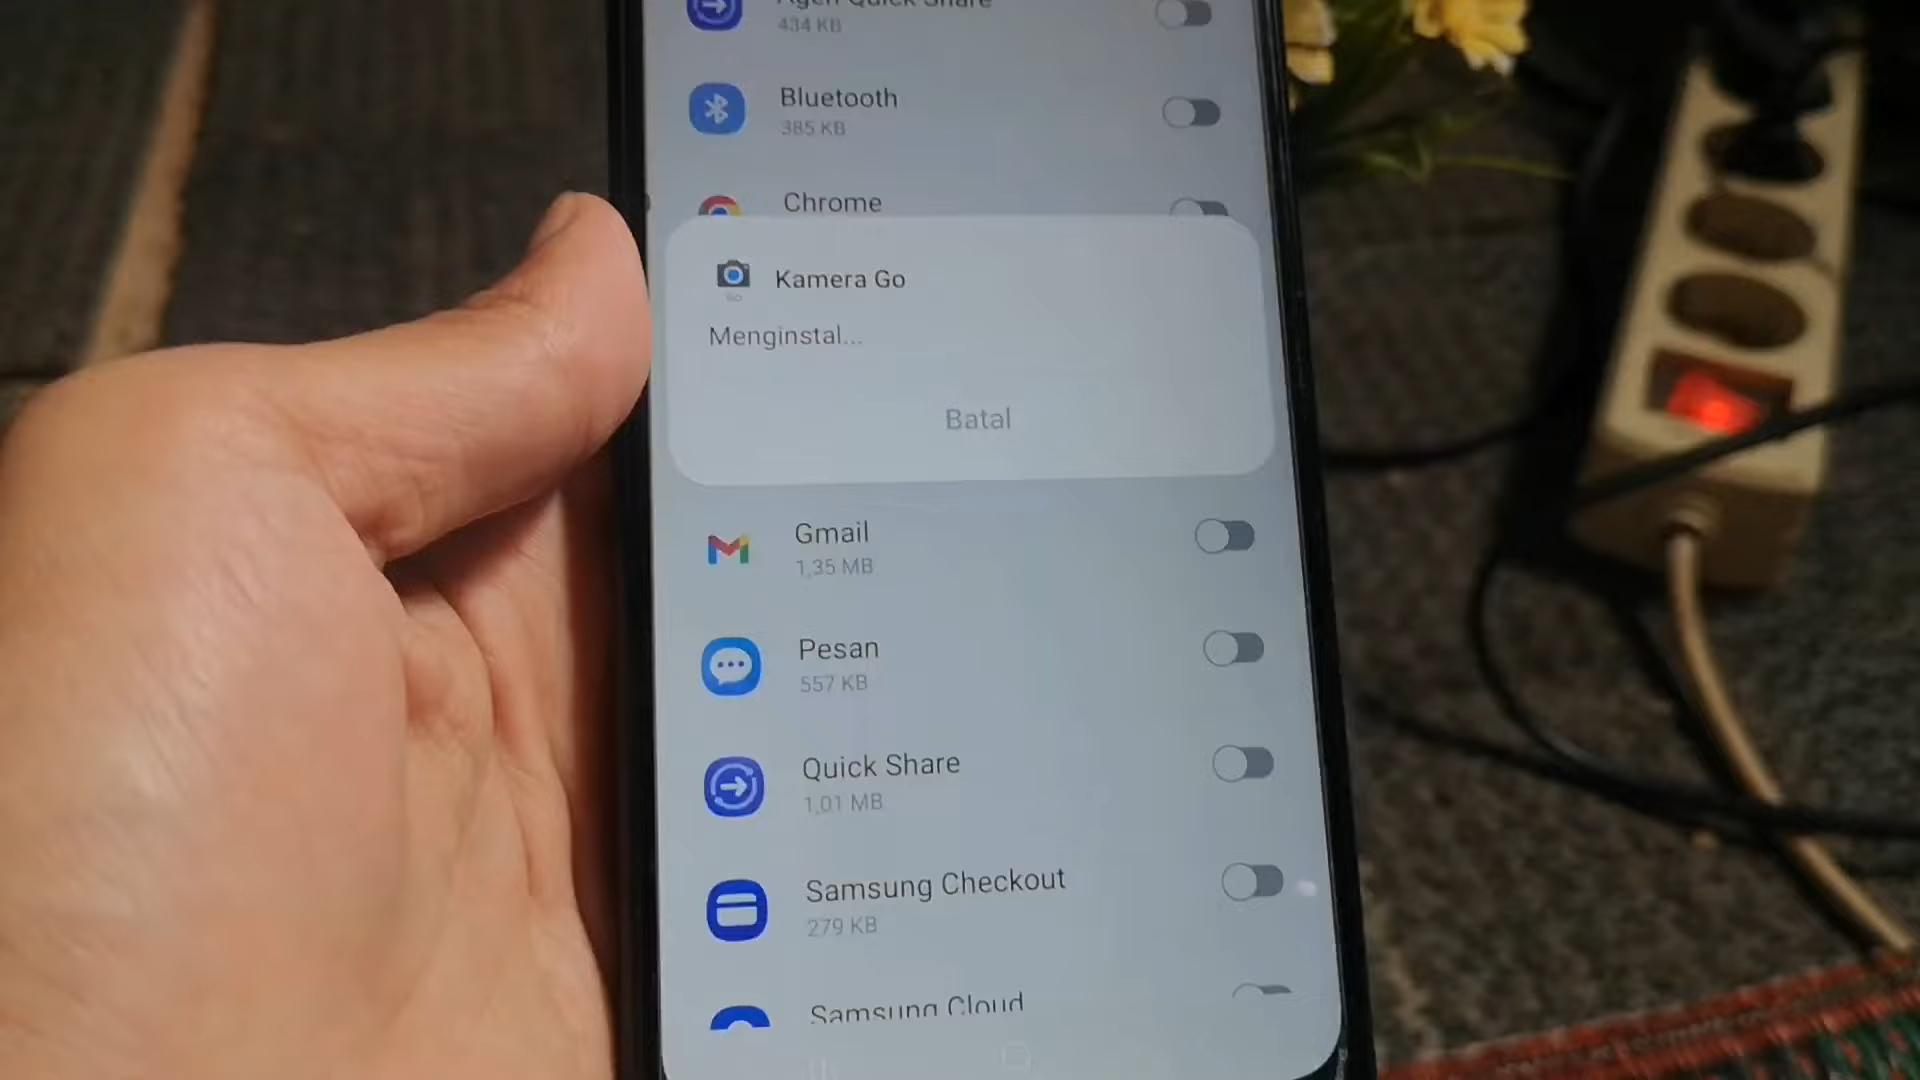 Agen Quick Share
434 KB
Bluetooth
385 KB
Chrome
Kamera Go
Menginstal...
Batal
Gmail
1,35 MB
Pesan
557 KB
Quick Share
1,01 MB
Samsung Checkout
279 KB
Samsung Cloud